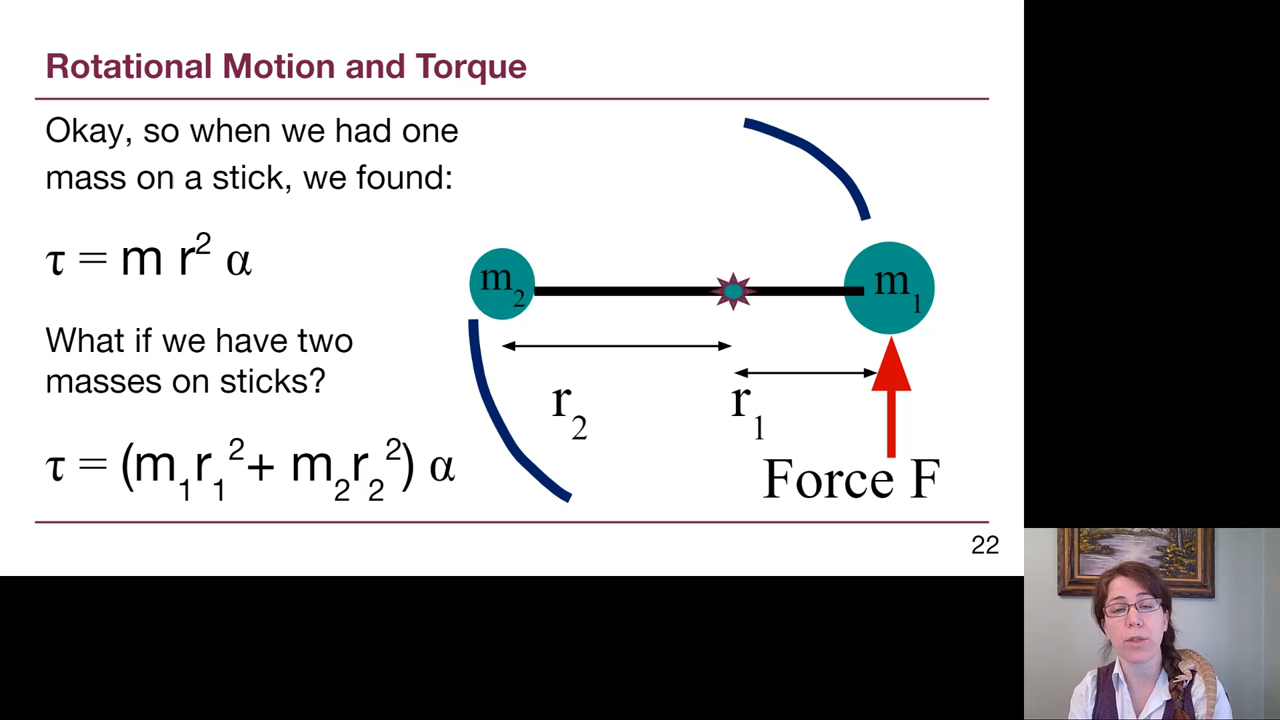 Rotational Motion and Torque
Okay, so when we had one
mass on a stick, we found:
τ = m r² α
What if we have two
masses on sticks?
τ = (m₁r₁² + m₂r₂²) α
m₂
m₁
r₂
r₁
Force F
22